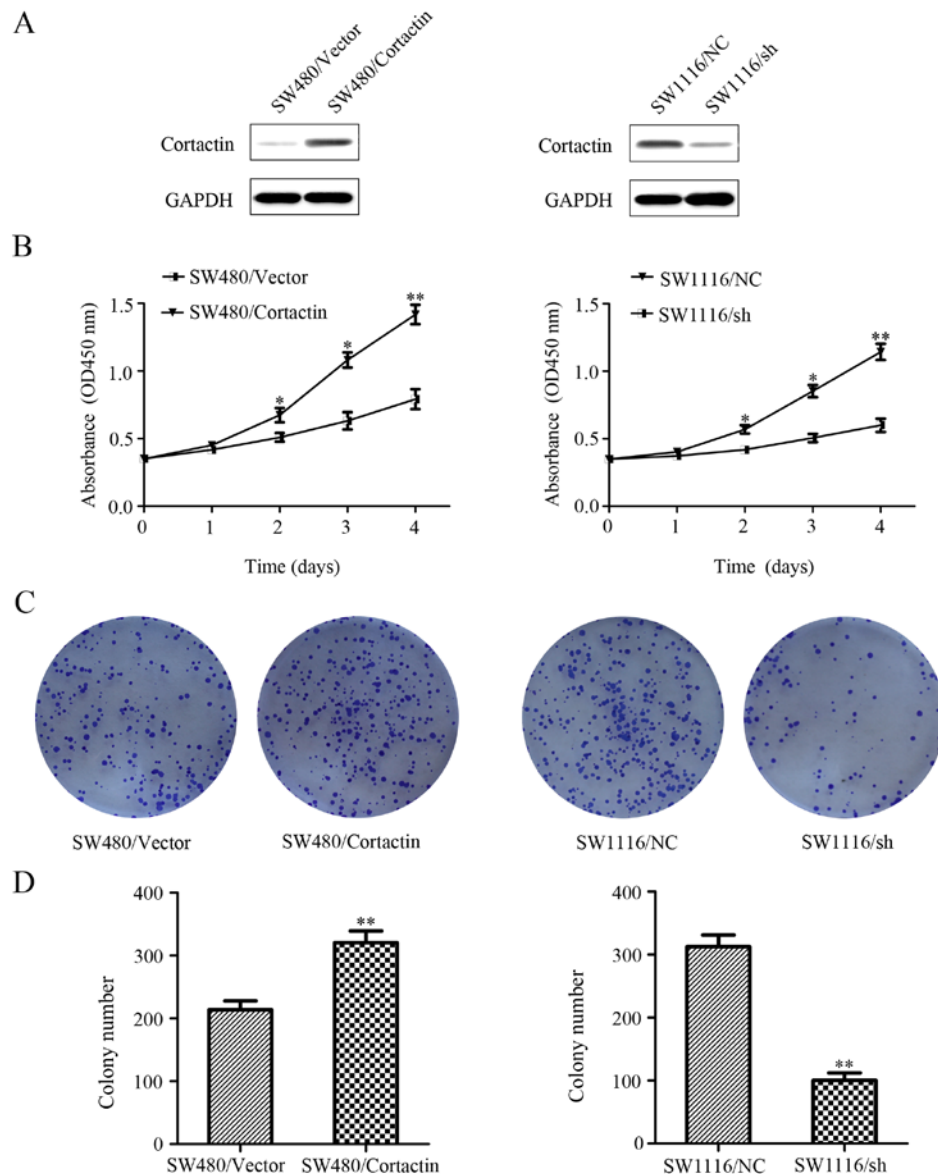 A
SW480/Vector
SW480/Cortactin
SW1116/NC
SW1116/sh
Cortactin
Cortactin
GAPDH
GAPDH
B
SW480/Vector
SW480/Cortactin
Absorbance (OD450 nm)
1.5
1.0
0.5
0.0
*
*
**
0 1 2 3 4
Time (days)
SW1116/NC
SW1116/sh
Absorbance (OD450 nm)
1.5
1.0
0.5
0.0
*
*
**
0 1 2 3 4
Time (days)
C
SW480/Vector
SW480/Cortactin
SW1116/NC
SW1116/sh
D
Colony number
400
300
200
100
0
**
SW480/Vector
SW480/Cortactin
Colony number
400
300
200
100
0
**
SW1116/NC
SW1116/sh